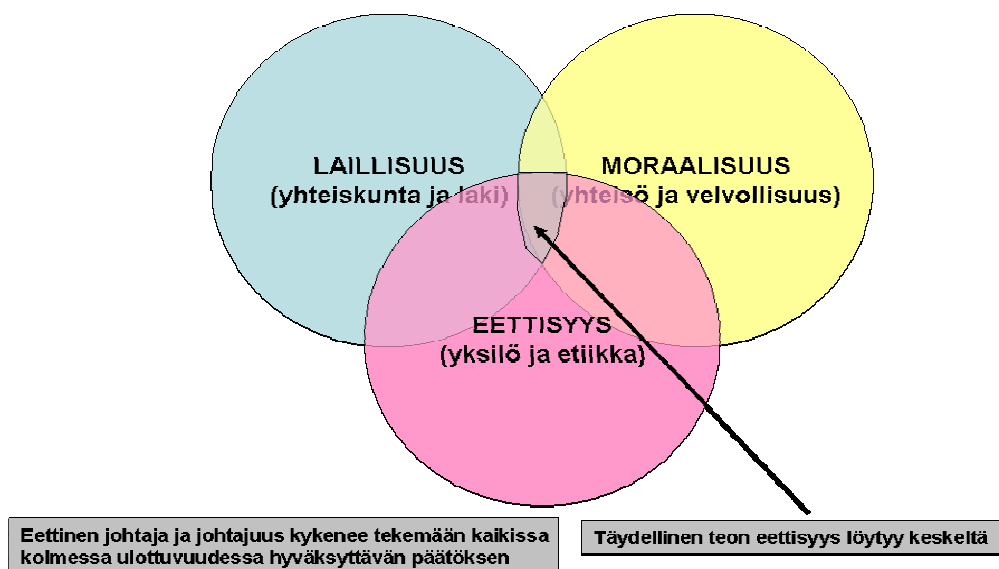 LAILLISUUS
(yhteiskunta ja laki)
MORAALISUUS
(yhteisö ja velvollisuus)
EETTISYYS
(yksilö ja etiikka)
Eettinen johtaja ja johtajuus kykenee tekemään kaikissa
kolmessa ulottuvuudessa hyväksyttävän päätöksen
Täydellinen teon eettisyys löytyy keskeltä